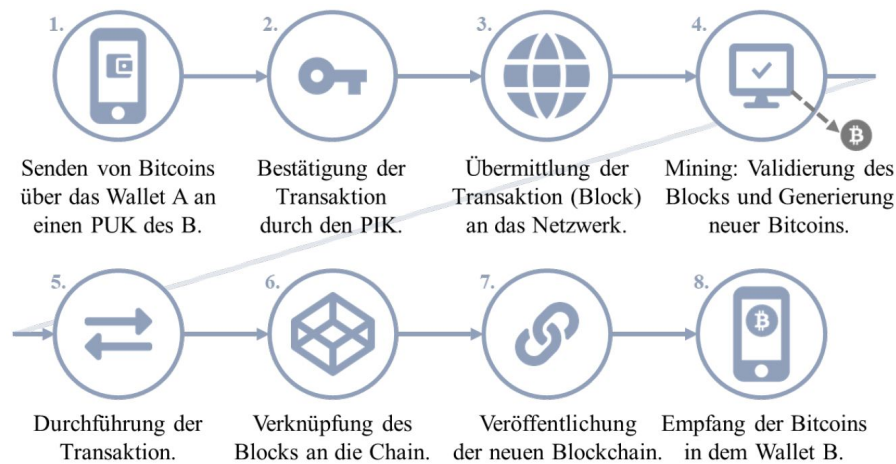 1.
Senden von Bitcoins
über das Wallet A an
einen PUK des B.
2.
Bestätigung der
Transaktion
durch den PIK.
3.
Übermittlung der
Transaktion (Block)
an das Netzwerk.
4.
Mining: Validierung des
Blocks und Generierung
neuer Bitcoins.
5.
Durchführung der
Transaktion.
6.
Verknüpfung des
Blocks an die Chain.
7.
Veröffentlichung
der neuen Blockchain.
8.
Empfang der Bitcoins
in dem Wallet B.